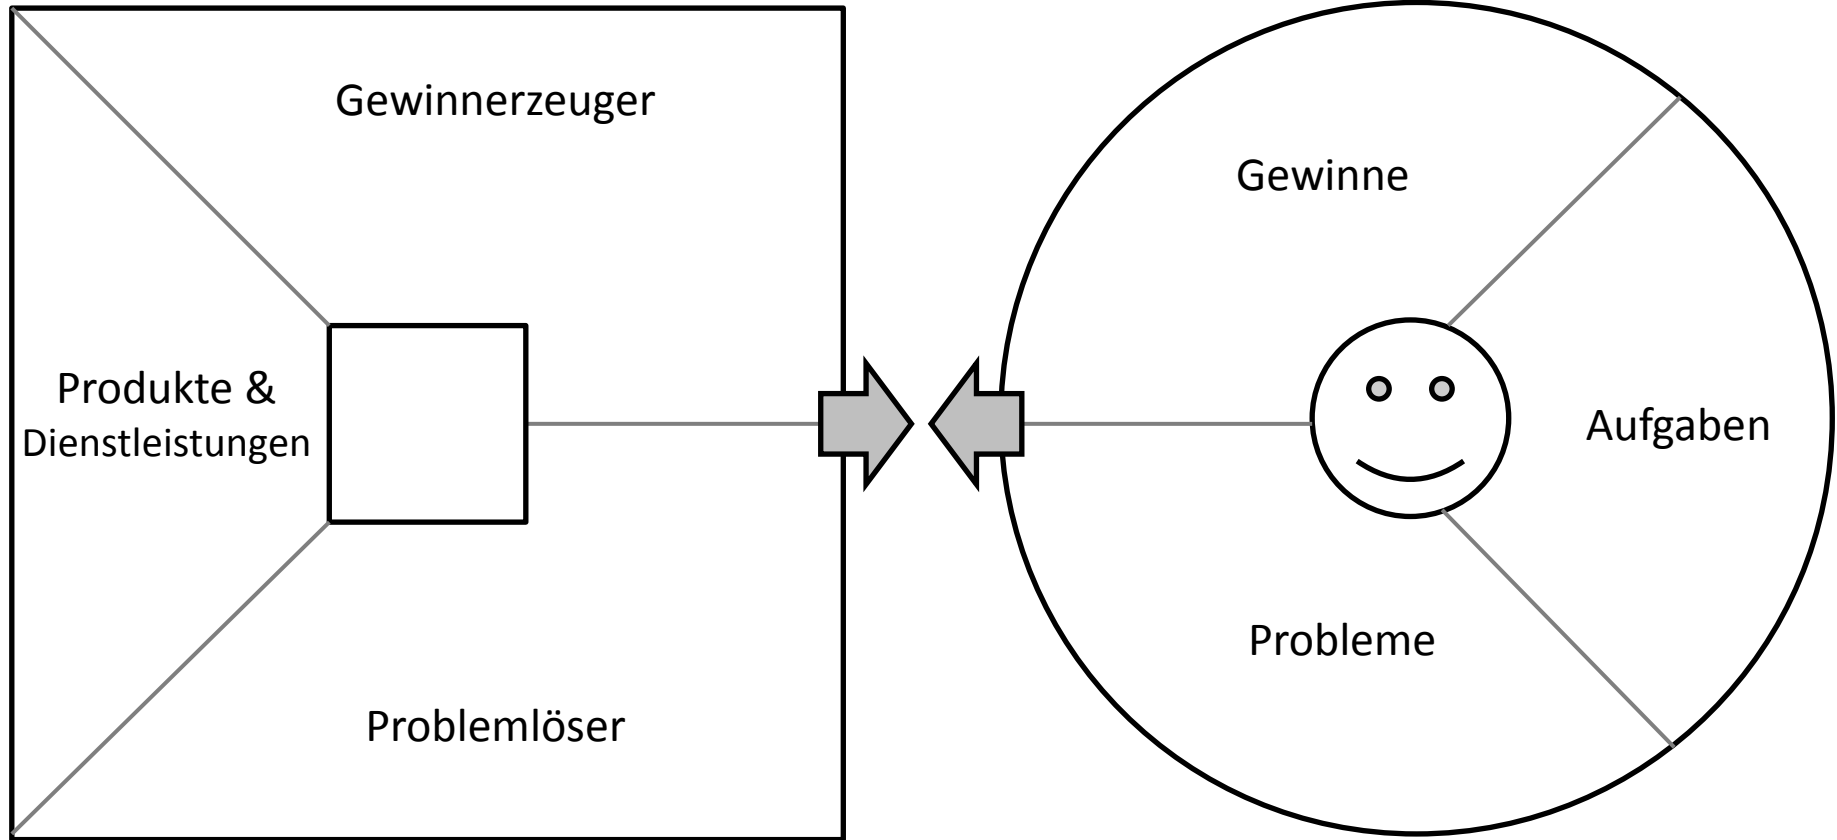 Gewinnerzeuger
Produkte &
Dienstleistungen
Problemlöser
Gewinne
Aufgaben
Probleme